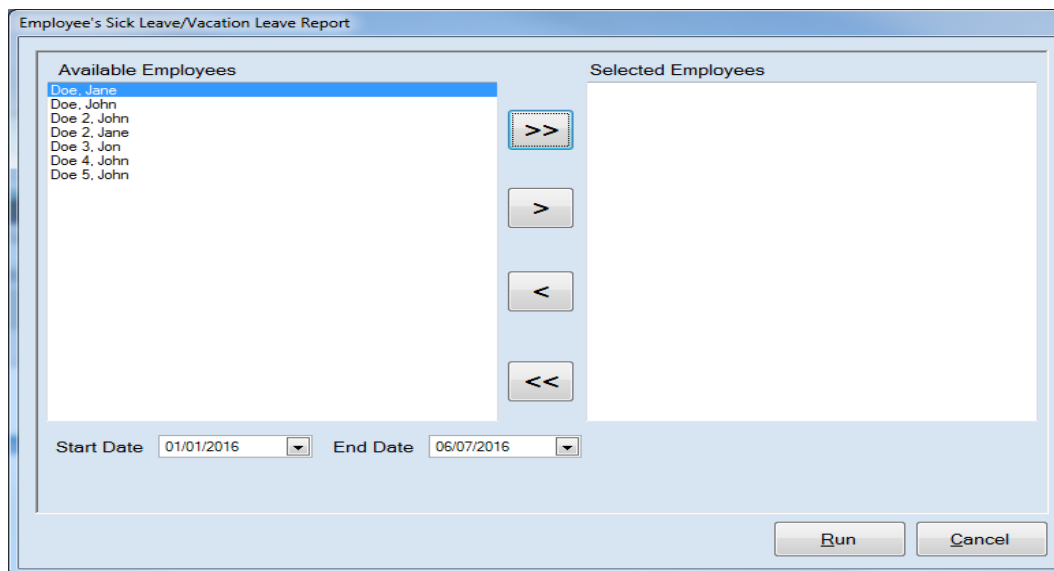 Employee's Sick Leave/Vacation Leave Report
Available Employees
Doe, Jane
Doe, John
Doe 2, John
Doe 2, Jane
Doe 3, Jon
Doe 4, John
Doe 5, John
>>
>
<
<<
Selected Employees
Start Date 01/01/2016 End Date 06/07/2016
Run Cancel